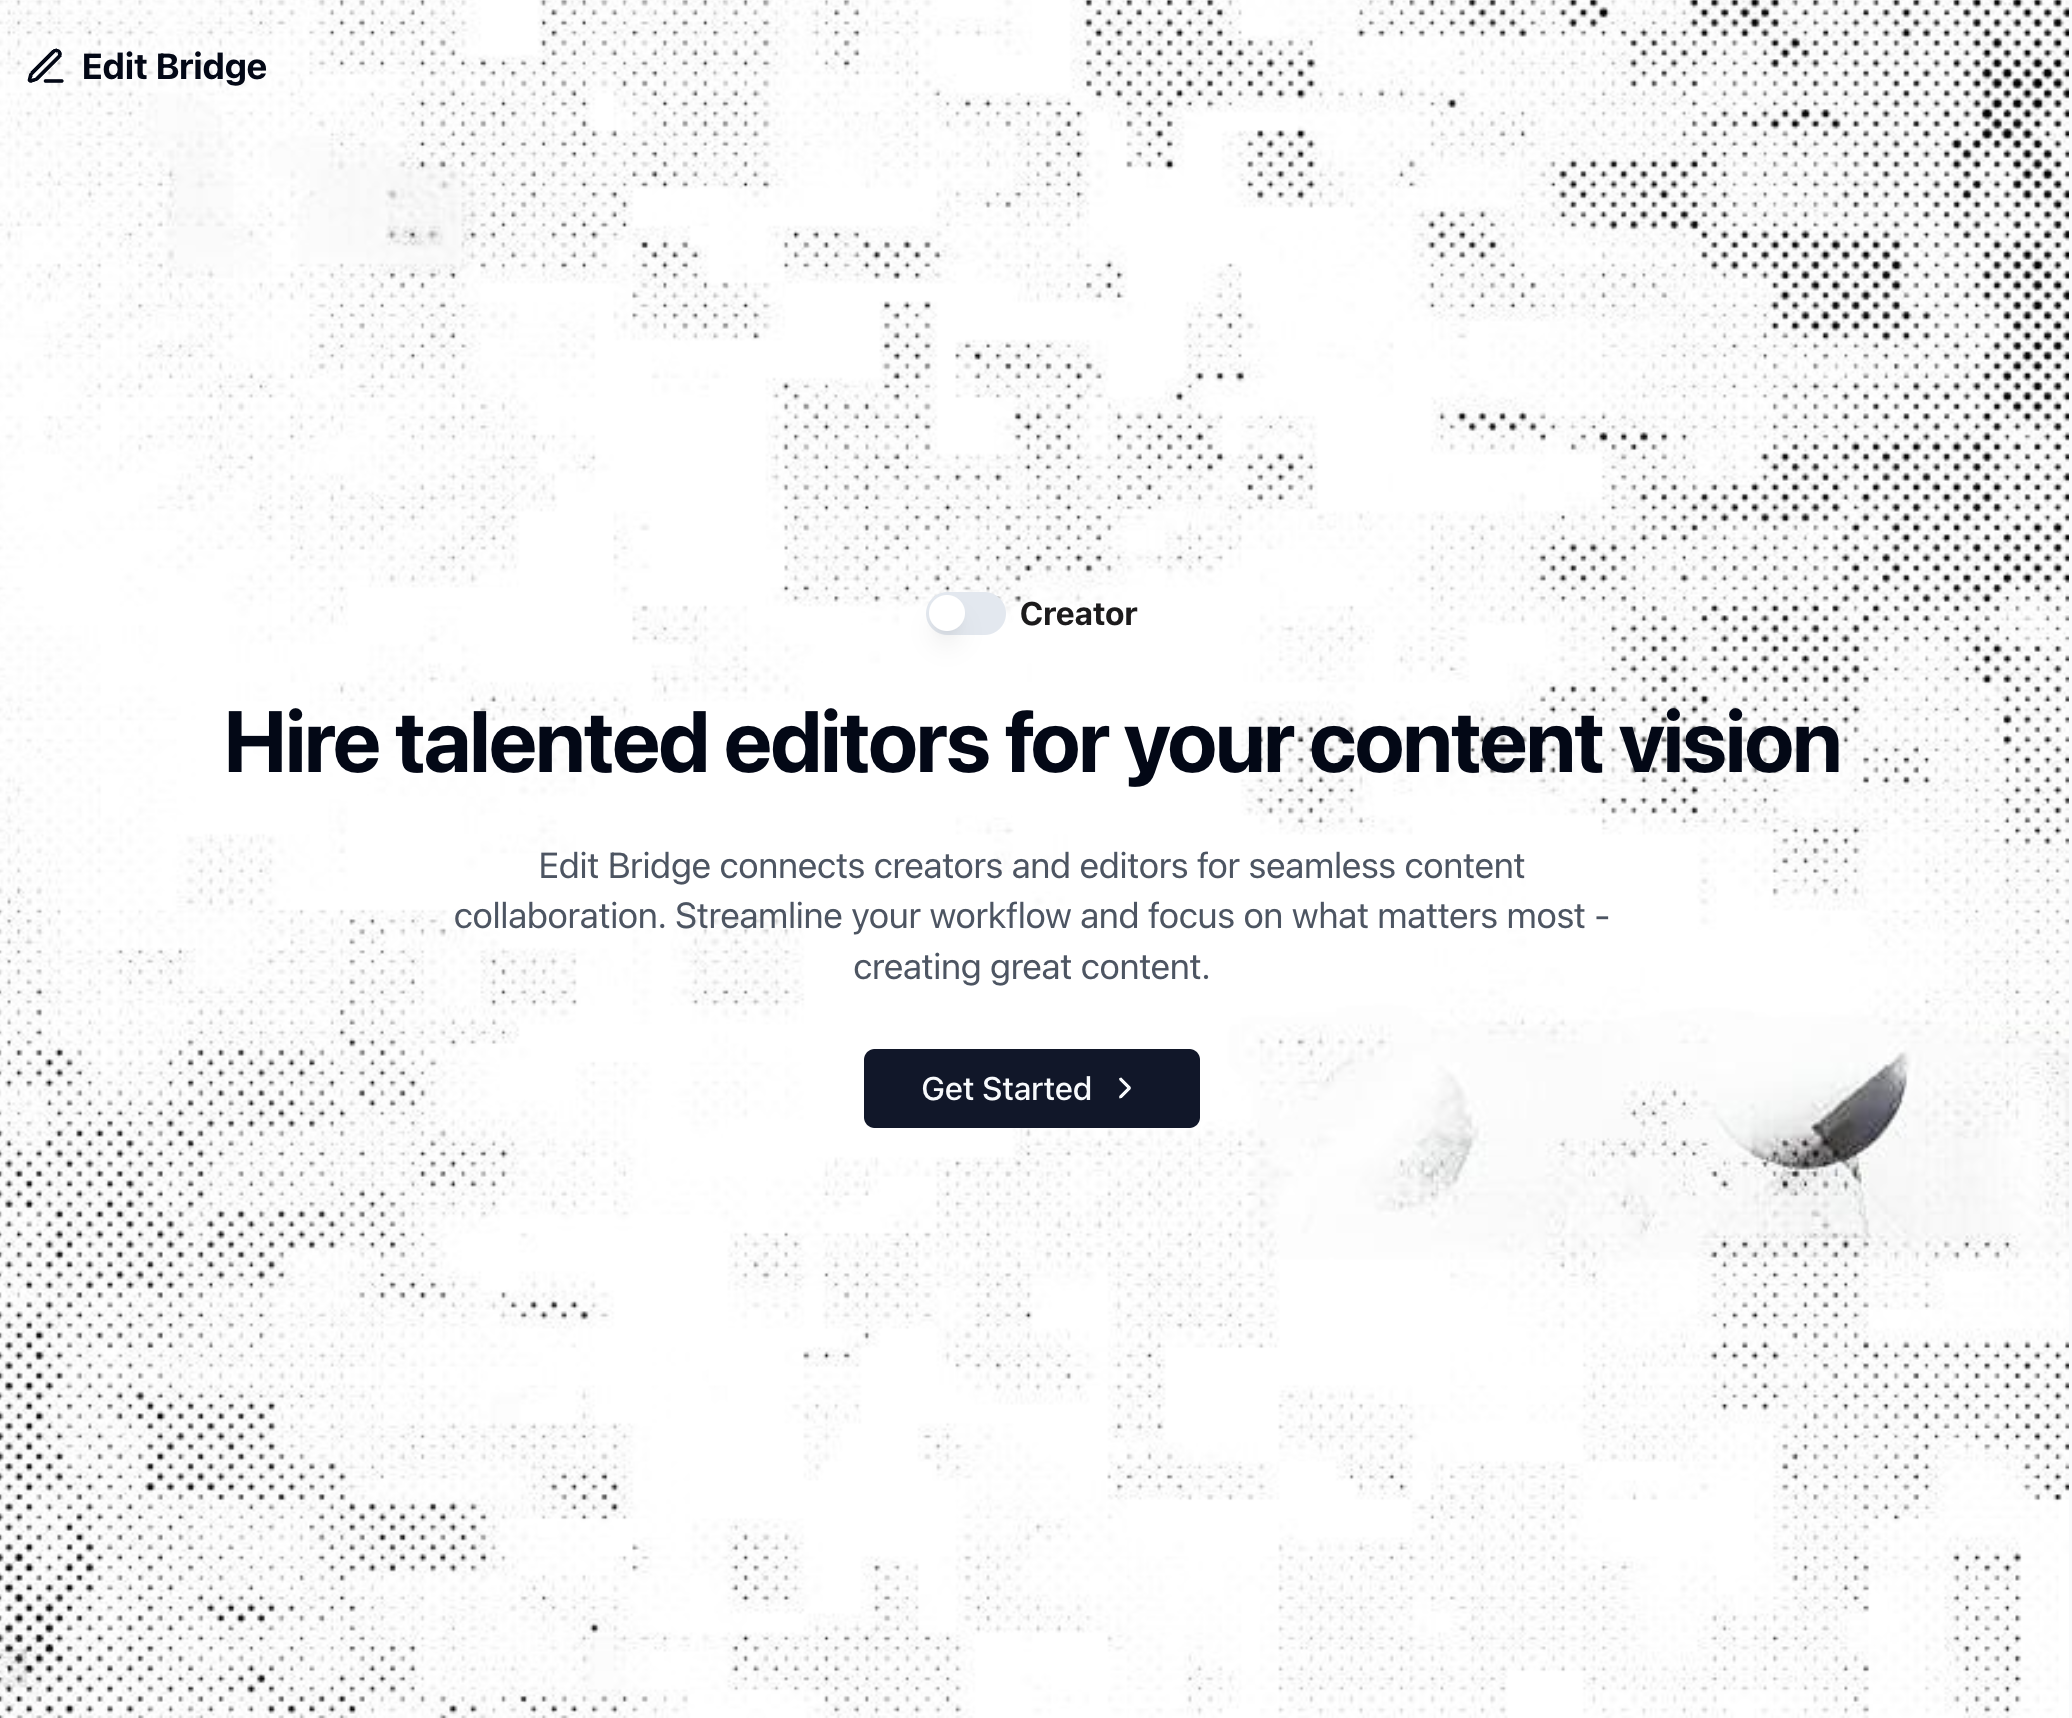 Edit Bridge
Creator
Hire talented editors for your content vision
Edit Bridge connects creators and editors for seamless content
collaboration. Streamline your workflow and focus on what matters most -
creating great content.
Get Started